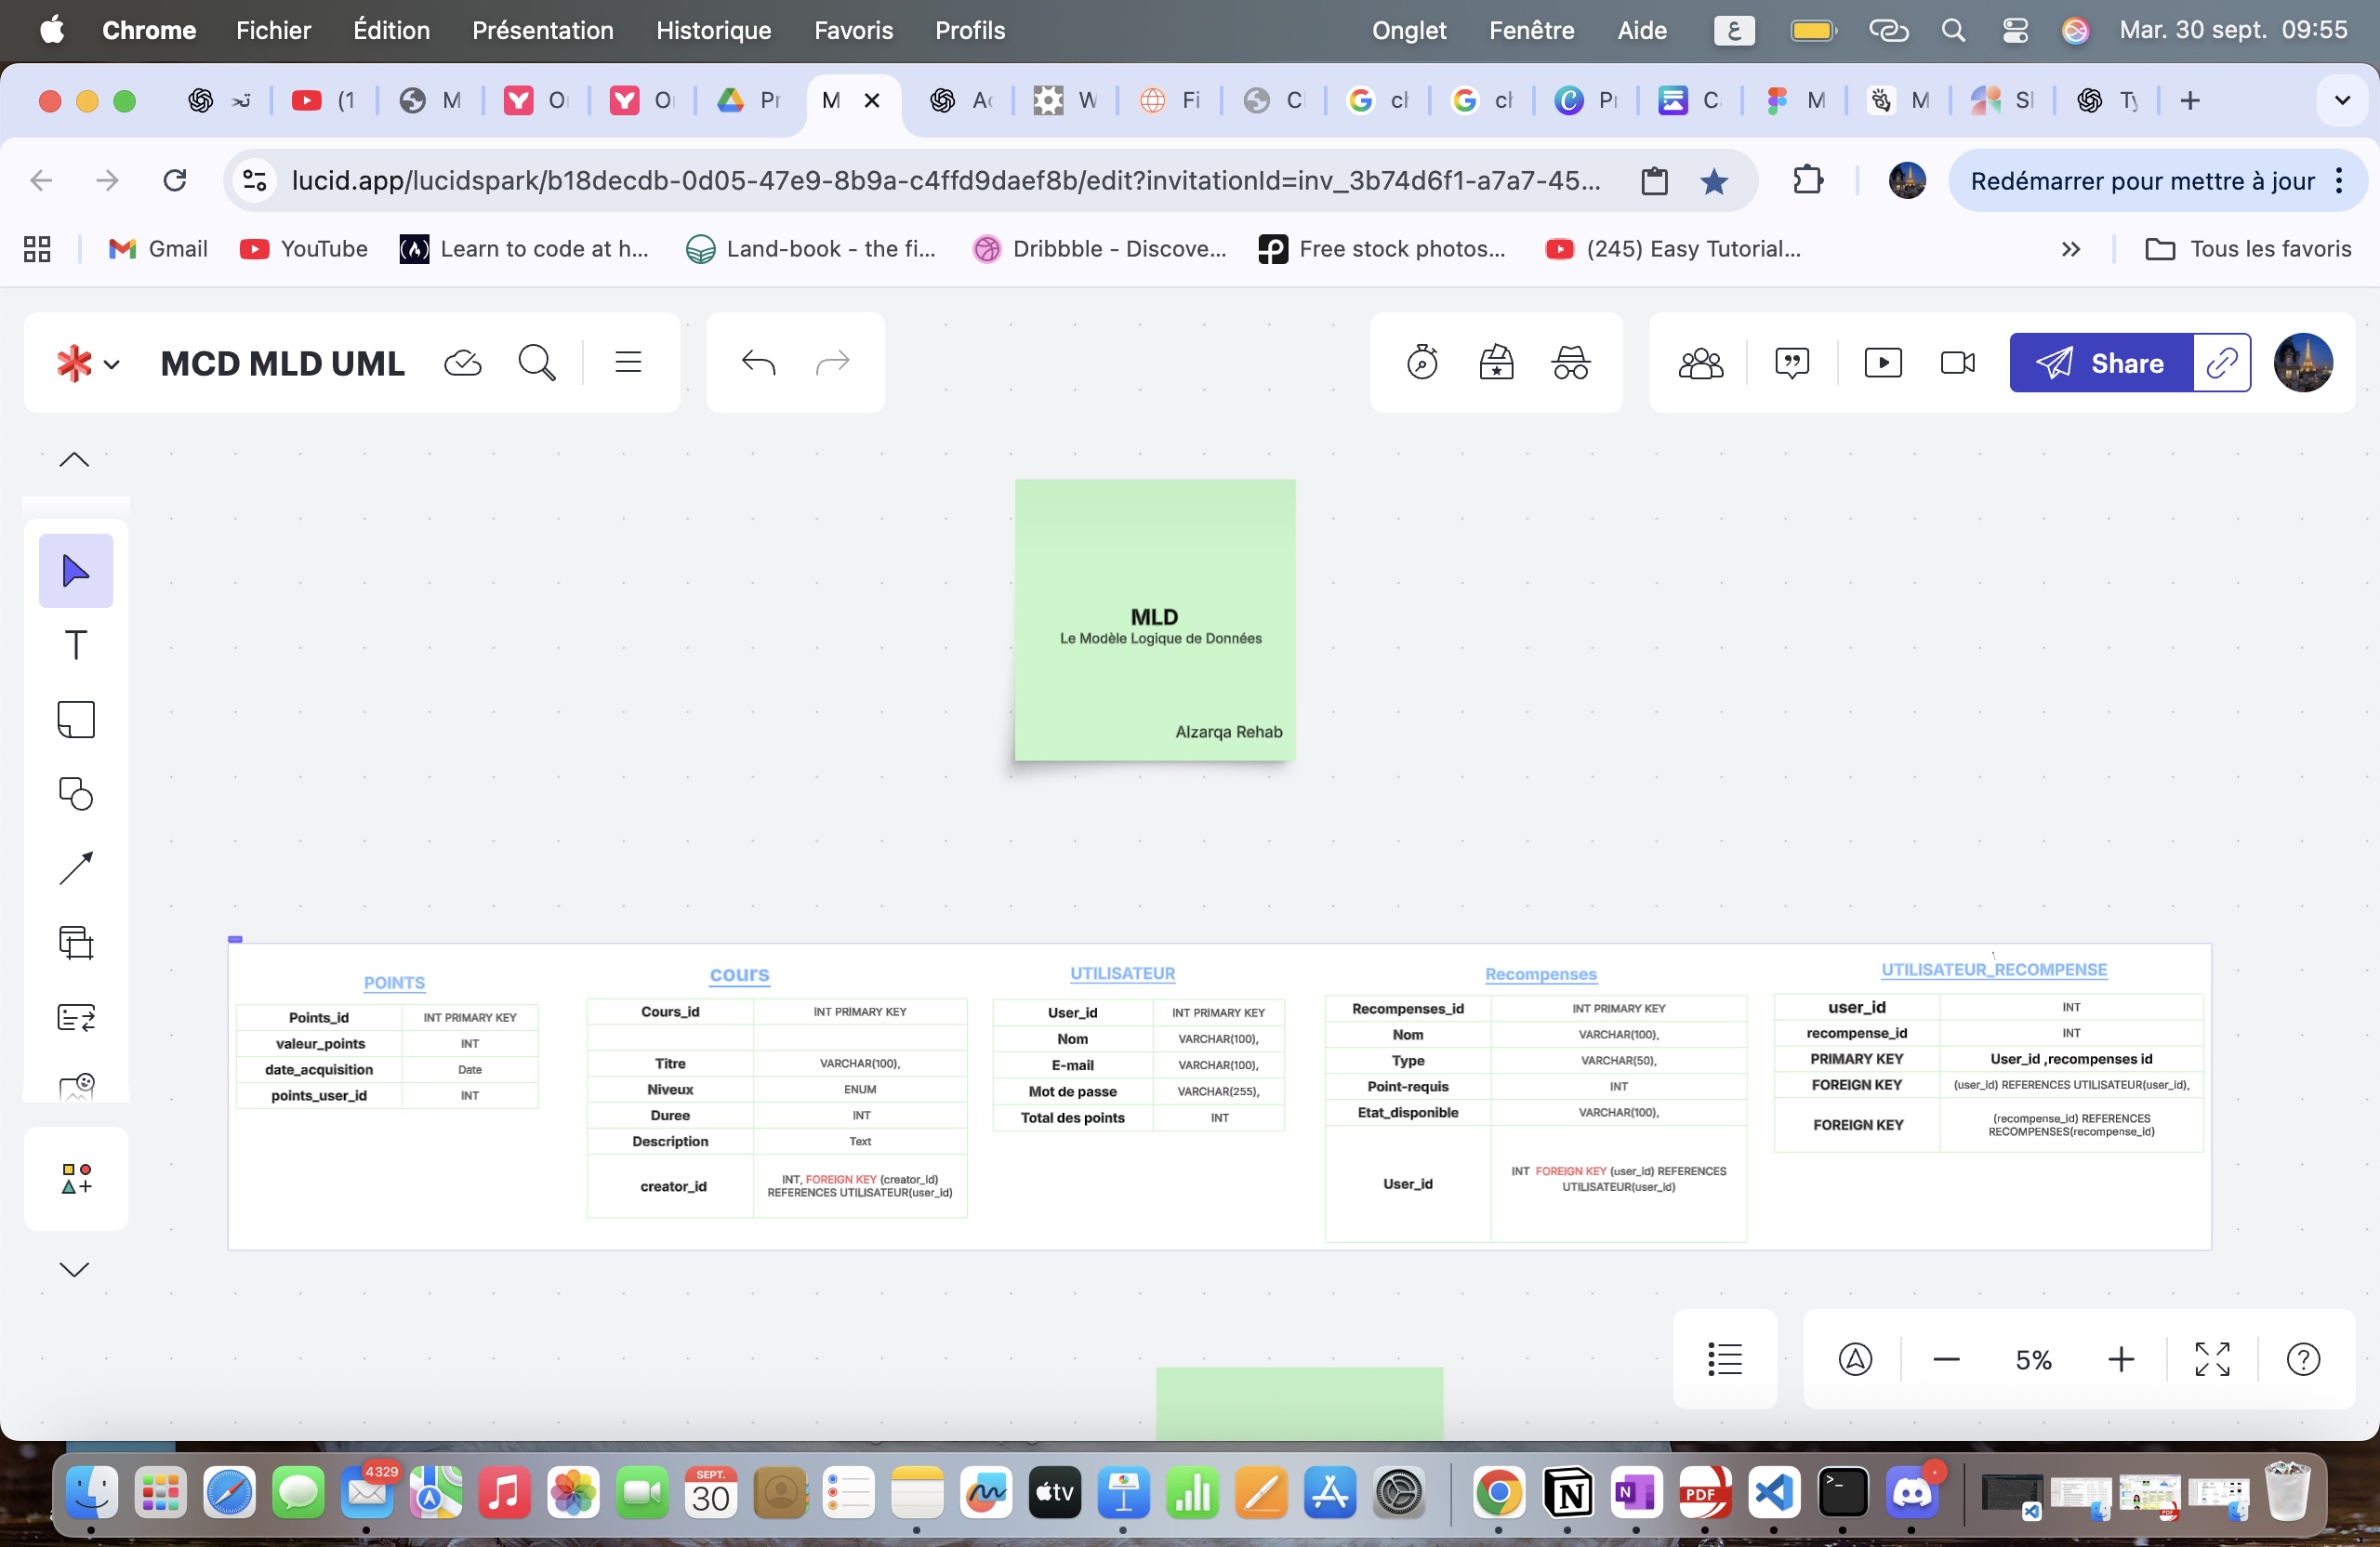 Chrome Fichier Édition Présentation Historique Favoris Profils Onglet Fenêtre Aide ع Mar. 30 sept. 09:55
(1 M O O Pr M A W Fi C cl cl Pr C M M Sl Ty
lucid.app/lucidspark/b18decdb-0d05-47e9-8b9a-c4ffd9daef8b/edit?invitationId=inv_3b74d6f1-a7a7-45... Redémarrer pour mettre à jour
Gmail YouTube Learn to code at h... Land-book - the fi... Dribbble - Discove... Free stock photos... (245) Easy Tutorial... Tous les favoris
MCD MLD UML Share
MLD
Le Modèle Logique de Données
Alzarqa Rehab
POINTS
Points_id INT PRIMARY KEY
valeur_points INT
date_acquisition Date
points_user_id INT
cours
Cours_id INT PRIMARY KEY
Titre VARCHAR(100),
Niveux ENUM
Duree INT
Description Text
creator_id INT, FOREIGN KEY (creator_id)
REFERENCES UTILISATEUR(user_id)
UTILISATEUR
User_id INT PRIMARY KEY
Nom VARCHAR(100),
E-mail VARCHAR(100),
Mot de passe VARCHAR(255),
Total des points INT
Recompenses
Recompenses_id INT PRIMARY KEY
Nom VARCHAR(100),
Type VARCHAR(50),
Point-requis INT
Etat_disponible VARCHAR(100),
User_id INT FOREIGN KEY (user_id) REFERENCES
UTILISATEUR(user_id)
UTILISATEUR_RECOMPENSE
user_id INT
recompense_id INT
PRIMARY KEY User_id ,recompenses id
FOREIGN KEY (user_id) REFERENCES UTILISATEUR(user_id),
FOREIGN KEY (recompense_id) REFERENCES
RECOMPENSES(recompense_id)
5%
4329
SEPT.
30
tv
PDF